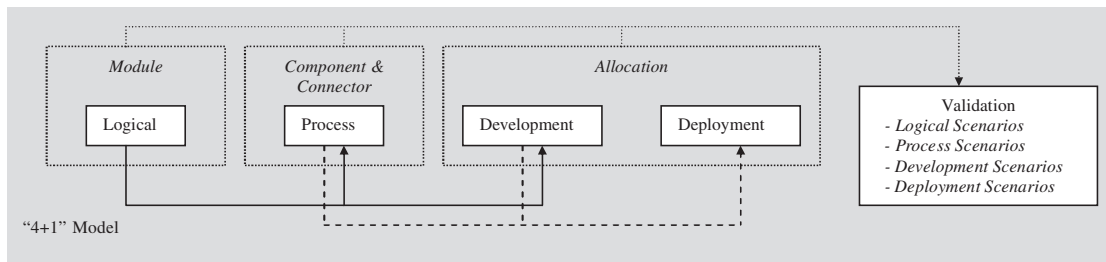 Module
Component &
Connector
Allocation
Logical
Process
Development
Deployment
Validation
- Logical Scenarios
- Process Scenarios
- Development Scenarios
- Deployment Scenarios
“4+1” Model